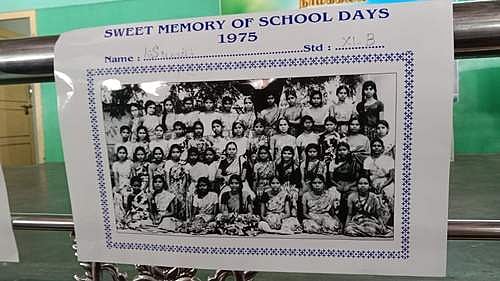 SWEET MEMORY OF SCHOOL DAYS
1975
Name : Std : XI. B